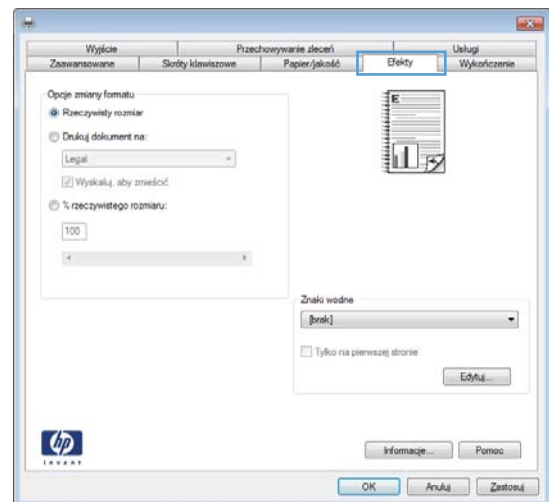 Wyjście Przechowywanie zleceń Usługi
Zaawansowane Skróty klawiszowe Papier/jakość Efekty Wykończenie
Opcje zmiany formatu
Rzeczywisty rozmiar
Drukuj dokument na:
Legal
Wyskaluj, aby zmieścić
% rzeczywistego rozmiaru:
100
E
Znaki wodne
[brak]
Tylko na pierwszej stronie
Edytuj...
hp
invent
Informacje... Pomoc
OK Anuluj Zastosuj